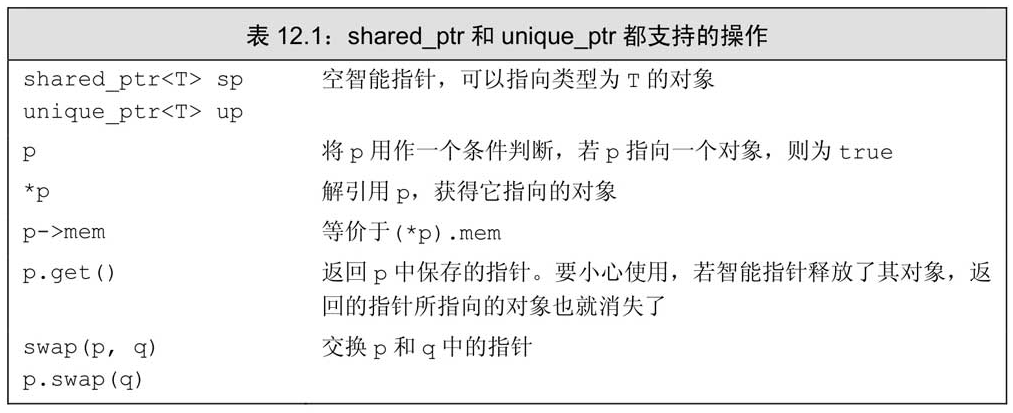 表 12.1：shared_ptr 和 unique_ptr 都支持的操作
shared_ptr<T> sp 空智能指针，可以指向类型为 T 的对象
unique_ptr<T> up
p 将 p 用作一个条件判断，若 p 指向一个对象，则为 true
*p 解引用 p，获得它指向的对象
p->mem 等价于(*p).mem
p.get() 返回 p 中保存的指针。要小心使用，若智能指针释放了其对象，返
回的指针所指向的对象也就消失了
swap(p, q) 交换 p 和 q 中的指针
p.swap(q)